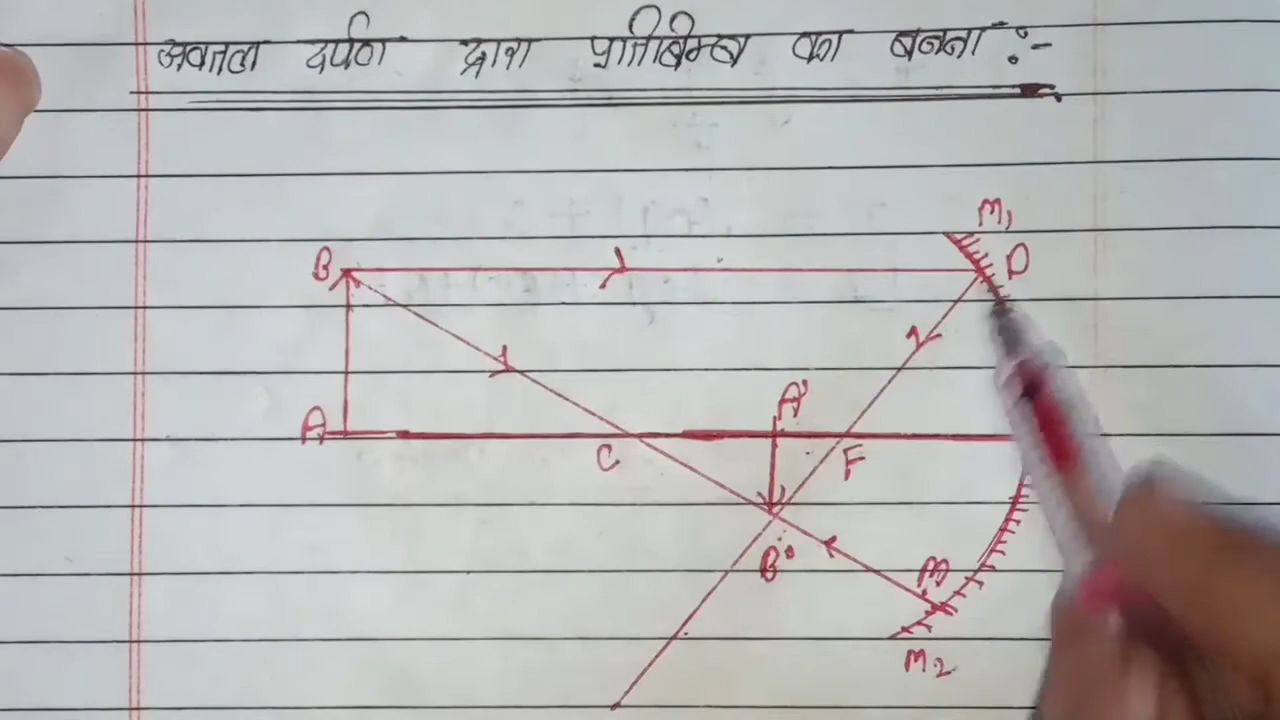 अवतल दर्पण द्वारा प्रतिबिम्ब का बनना :-
M₁
B D
A'
A
C F
B'
M₂